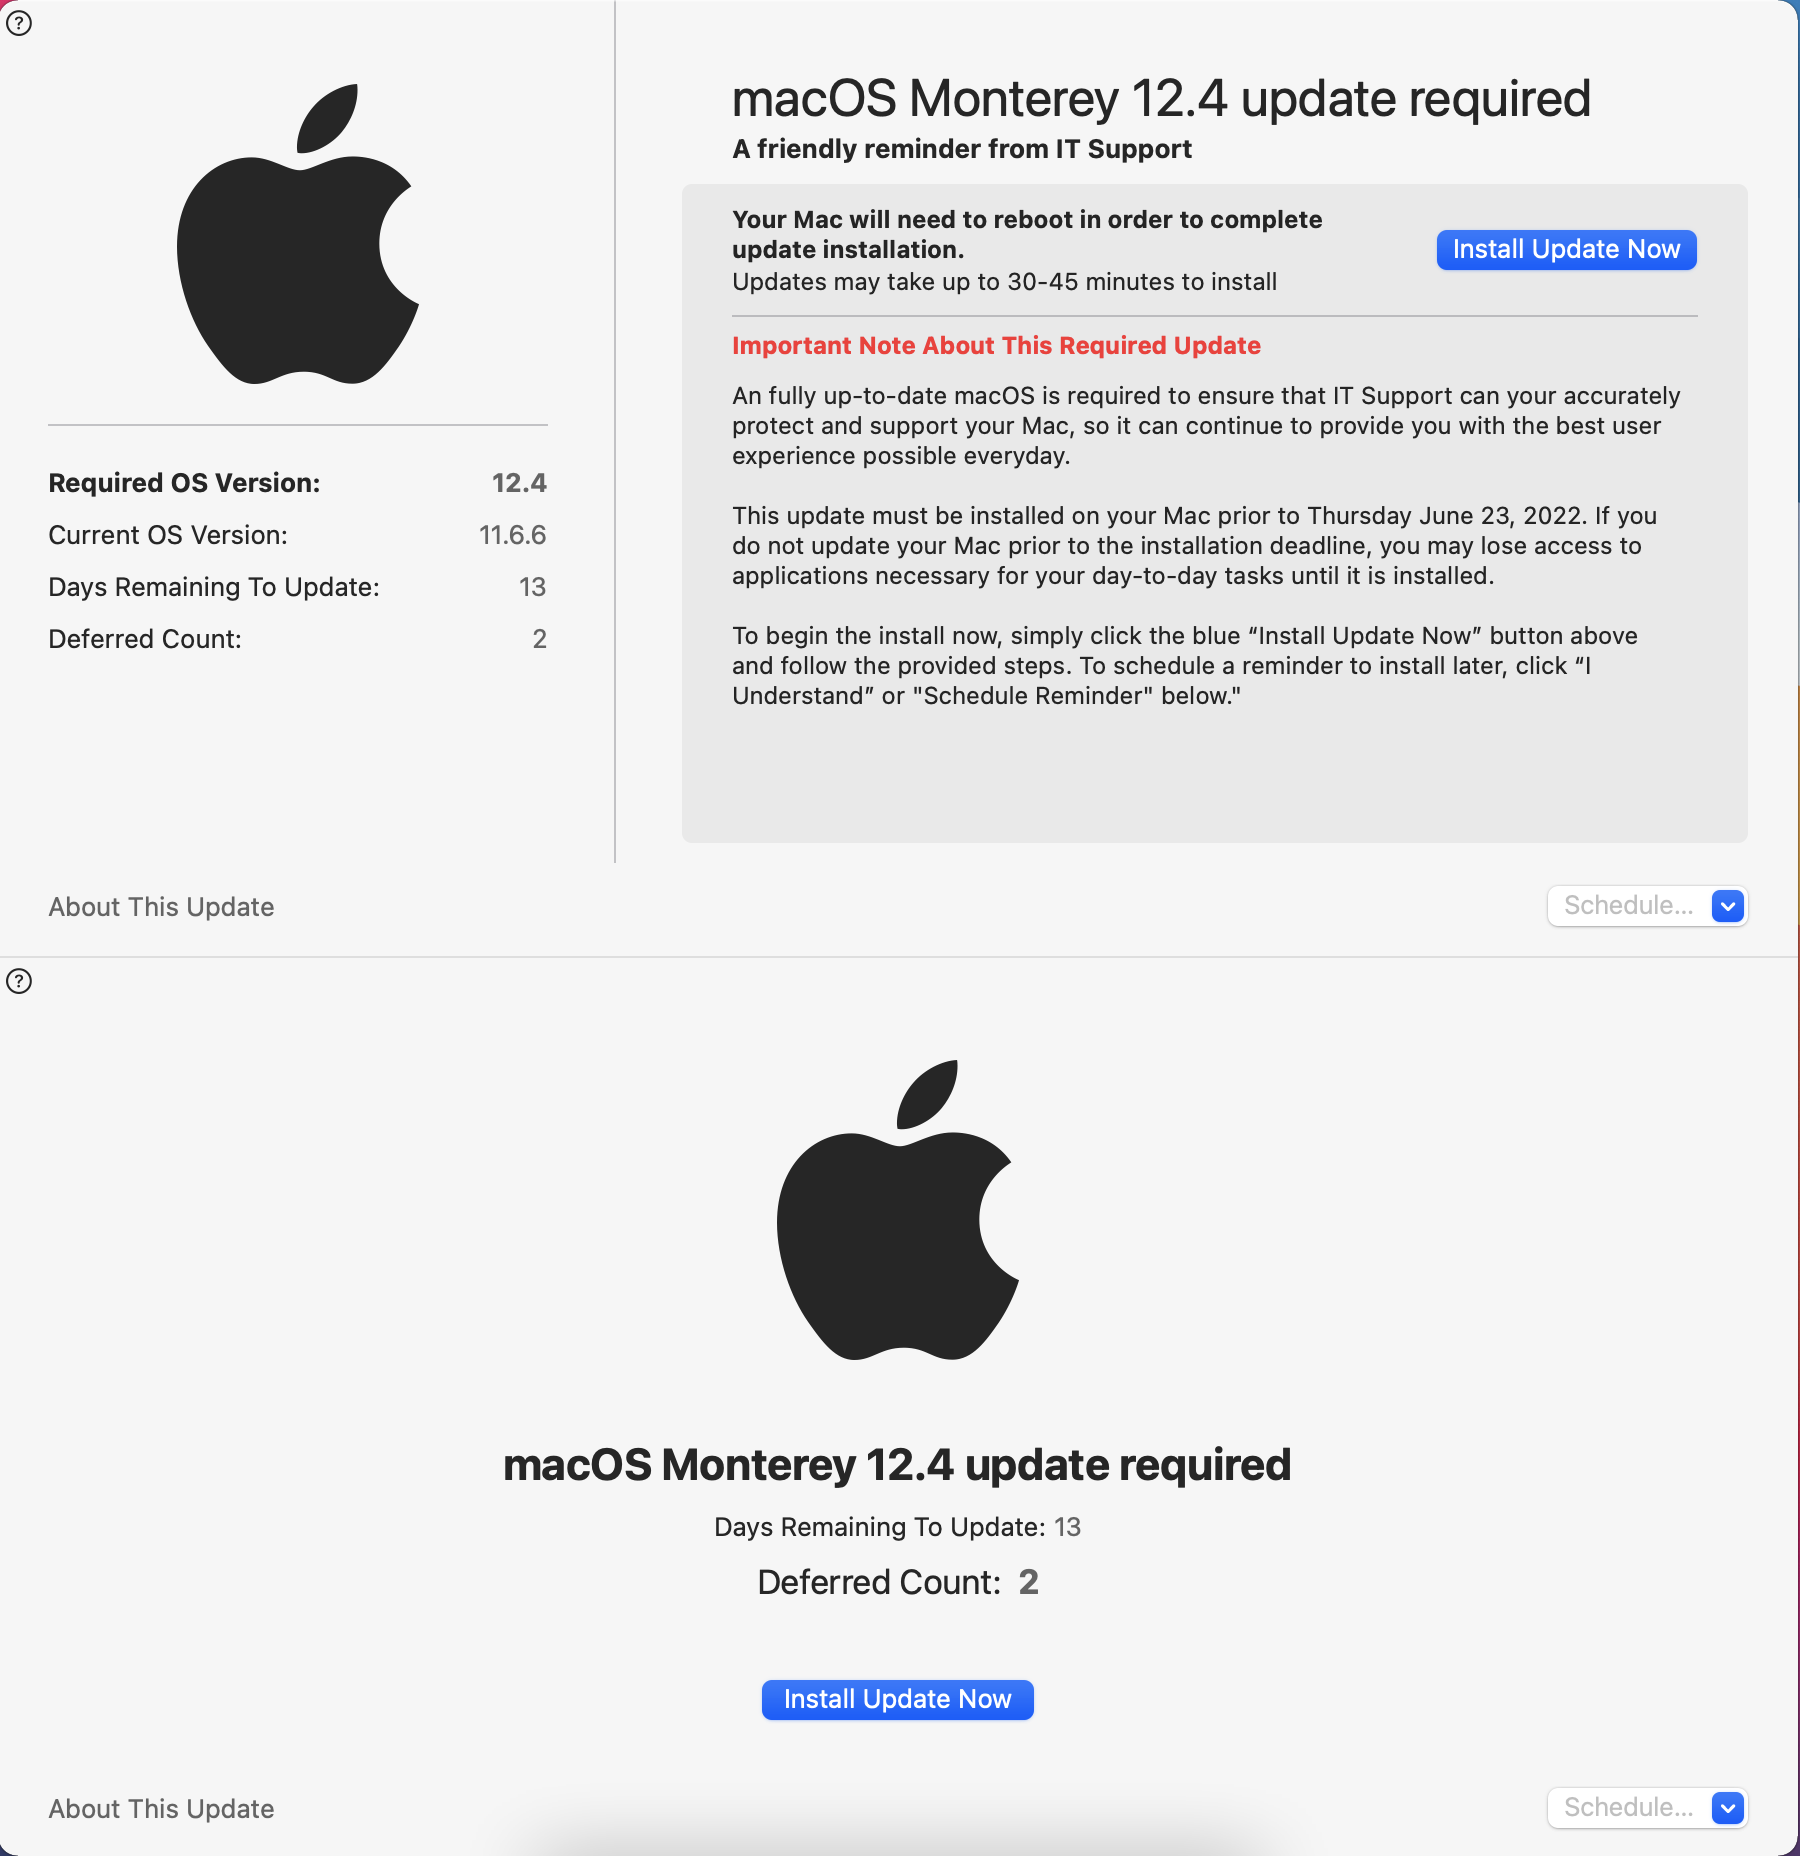 ?
macOS Monterey 12.4 update required
A friendly reminder from IT Support
Your Mac will need to reboot in order to complete
update installation.
Updates may take up to 30-45 minutes to install
Install Update Now
Important Note About This Required Update
An fully up-to-date macOS is required to ensure that IT Support can your accurately
protect and support your Mac, so it can continue to provide you with the best user
experience possible everyday.
This update must be installed on your Mac prior to Thursday June 23, 2022. If you
do not update your Mac prior to the installation deadline, you may lose access to
applications necessary for your day-to-day tasks until it is installed.
To begin the install now, simply click the blue “Install Update Now” button above
and follow the provided steps. To schedule a reminder to install later, click “I
Understand” or "Schedule Reminder" below."
Required OS Version: 12.4
Current OS Version: 11.6.6
Days Remaining To Update: 13
Deferred Count: 2
About This Update
Schedule...
?
macOS Monterey 12.4 update required
Days Remaining To Update: 13
Deferred Count: 2
Install Update Now
About This Update
Schedule...